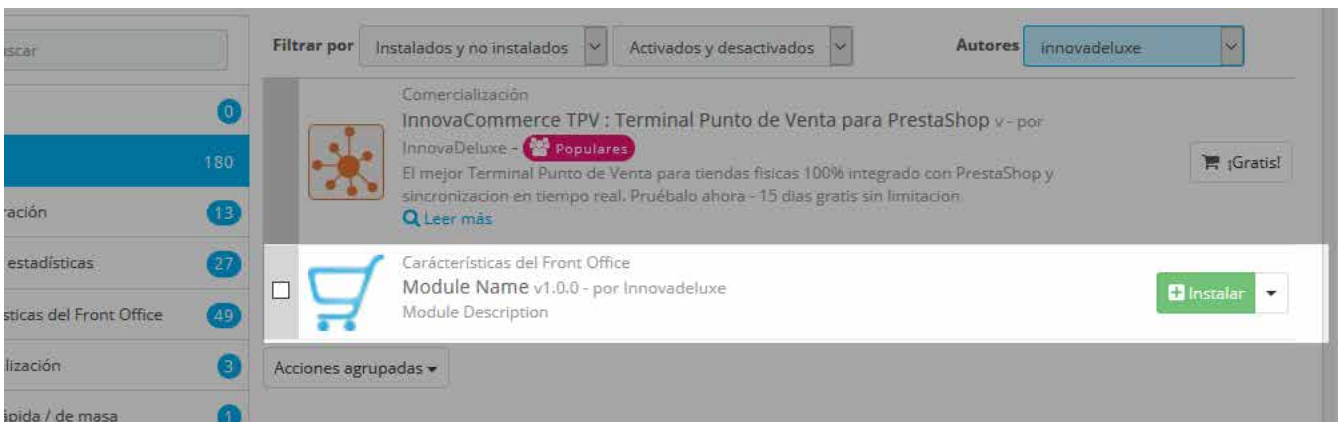 Filtrar por
Instalados y no instalados
Activados y desactivados
Autores
innovadeluxe
Comercialización
InnovaCommerce TPV : Terminal Punto de Venta para PrestaShop v - por
InnovaDeluxe - Populares
El mejor Terminal Punto de Venta para tiendas fisicas 100% integrado con PrestaShop y
sincronizacion en tiempo real. Pruébalo ahora - 15 dias gratis sin limitacion
Leer más
¡Gratis!
Carácterísticas del Front Office
Module Name v1.0.0 - por Innovadeluxe
Module Description
Instalar
Acciones agrupadas
0
180
ración 13
estadísticas 27
sticas del Front Office 49
lización 3
ápida / de masa 1